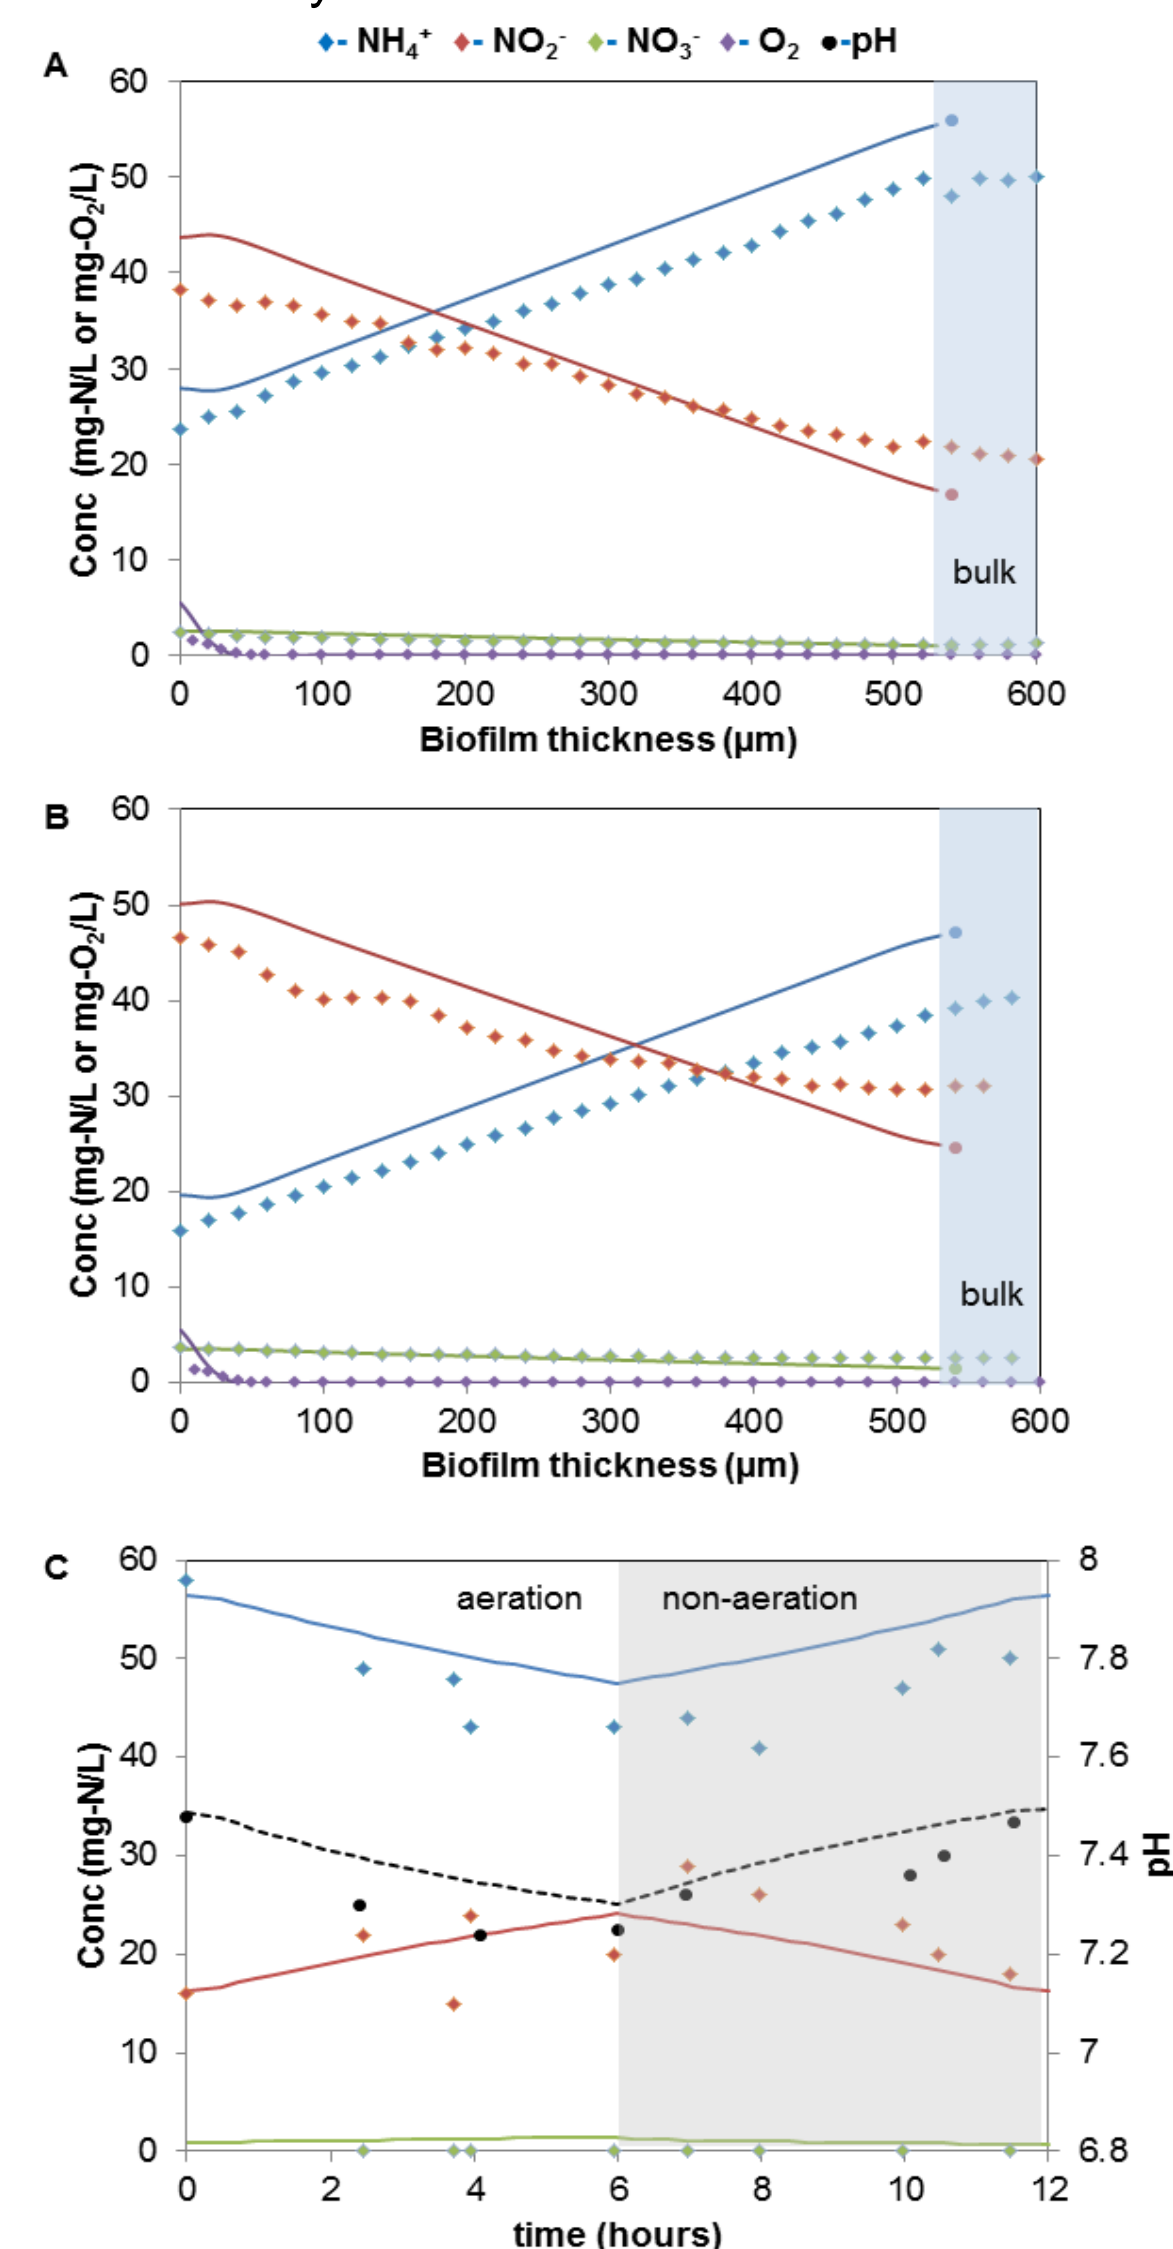 NH₄⁺ NO₂⁻ NO₃⁻ O₂ pH
A
60
50
40
30
20
10
0
Conc (mg-N/L or mg-O₂/L)
bulk
0 100 200 300 400 500 600
Biofilm thickness (µm)
B
60
50
40
30
20
10
0
Conc (mg-N/L or mg-O₂/L)
bulk
0 100 200 300 400 500 600
Biofilm thickness (µm)
C
60
50
40
30
20
10
0
Conc (mg-N/L)
aeration non-aeration
8
7.8
7.6
7.4
7.2
7
6.8
pH
0 2 4 6 8 10 12
time (hours)